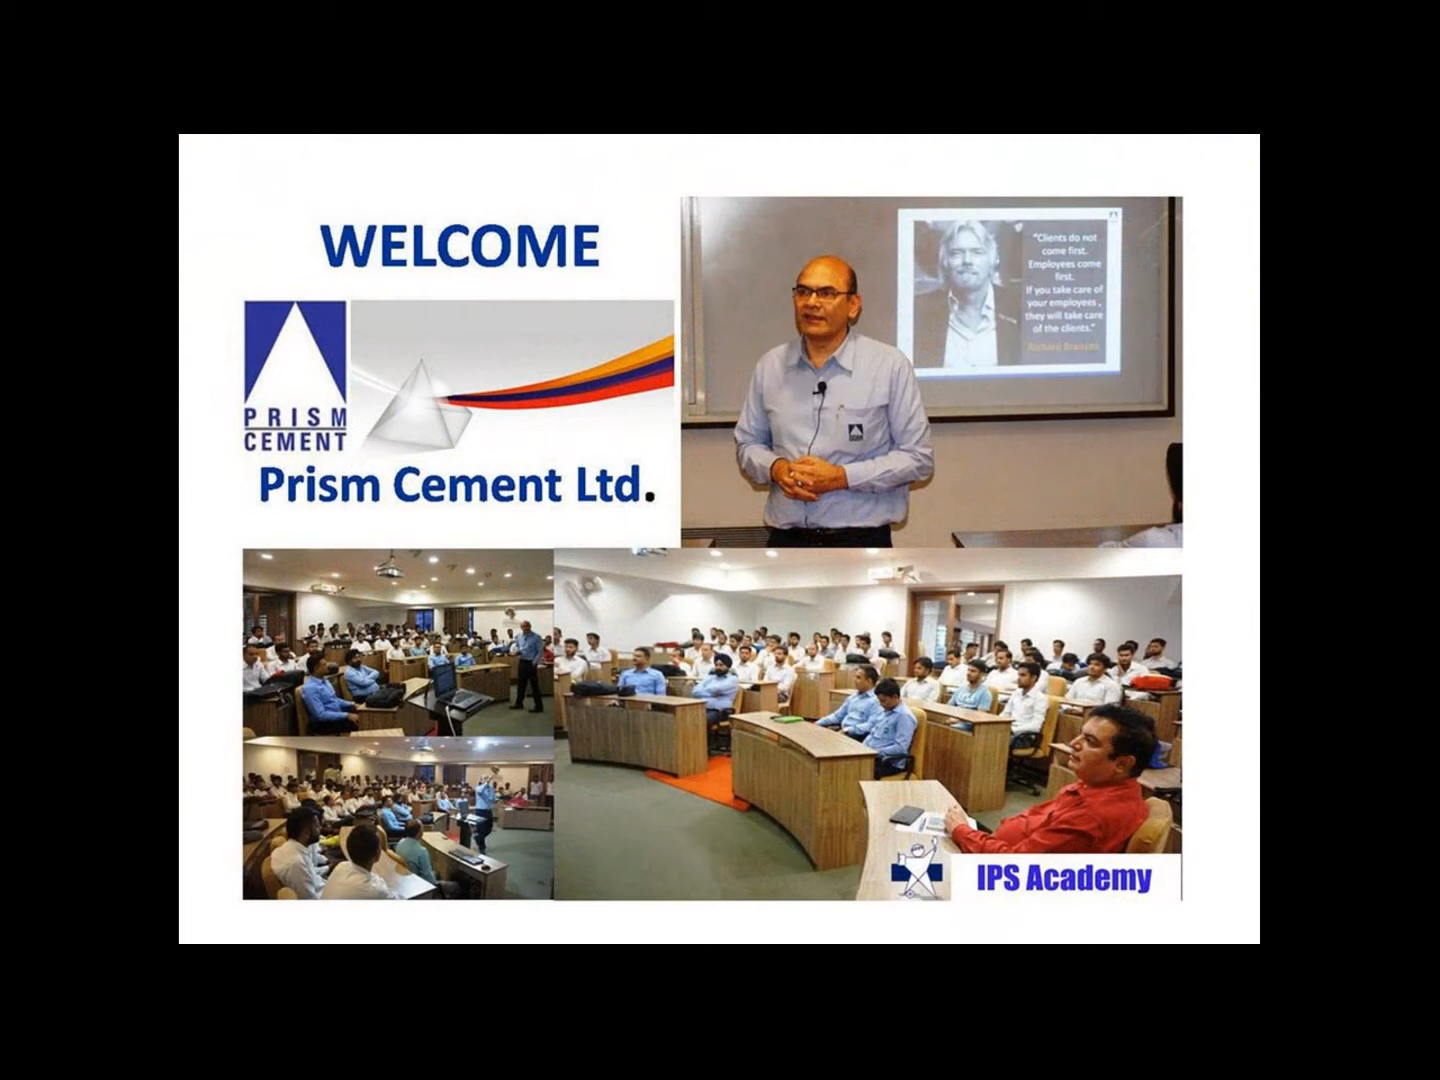 WELCOME
PRISM
CEMENT
Prism Cement Ltd.
"Clients do not
come first.
Employees come
first.
If you take care of
your employees ,
they will take care
of the clients."
Richard Branson
IPS Academy